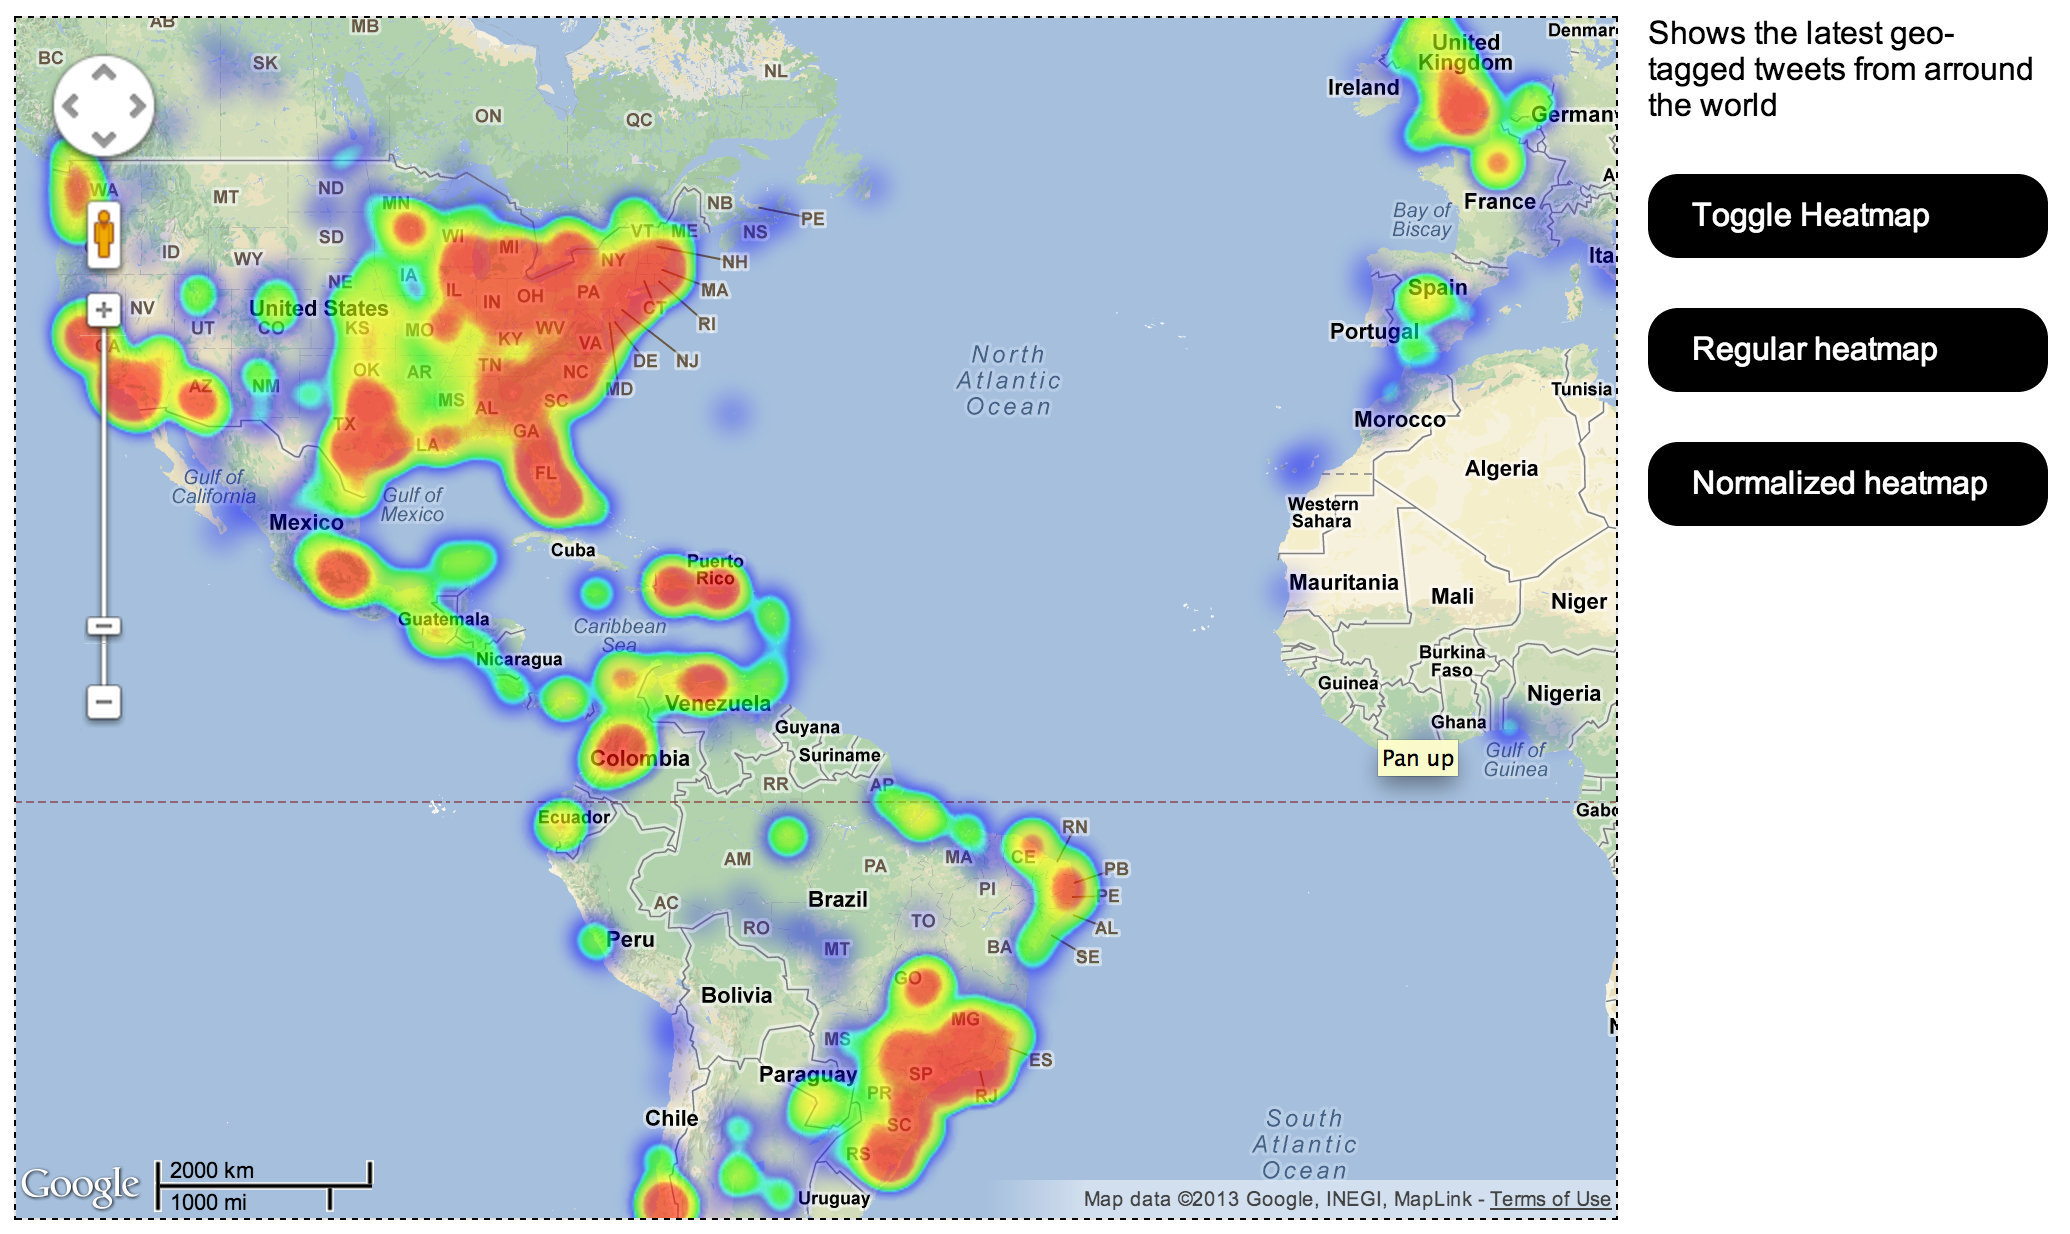 AB
MB
BC
SK
NL
ON
QC
United
Kingdom
Denmar
Ireland
German
WA
MT
ND
MN
NB
PE
A
France
Bay of
Biscay
SD
WI
MI
VT
ME
NS
ID
WY
NY
NH
Ita
NE
IA
IL
IN
OH
PA
MA
Spain
NV
United States
CT
UT
CO
KS
MO
KY
WV
RI
Portugal
CA
VA
DE
NJ
North
Atlantic
Ocean
OK
AR
TN
NC
MD
AZ
NM
MS
AL
SC
Tunisia
TX
LA
GA
Morocco
FL
Algeria
Gulf of
California
Gulf of
Mexico
Western
Sahara
Mexico
Cuba
Puerto
Rico
Mauritania
Mali
Niger
Guatemala
Caribbean
Sea
Nicaragua
Burkina
Faso
Guinea
Nigeria
Venezuela
Guyana
Ghana
Colombia
Suriname
Pan up
Gulf of
Guinea
RR
AP
Ecuador
Gabo
RN
AM
PA
MA
CE
PB
PI
PE
AC
Brazil
RO
TO
AL
Peru
MT
BA
SE
GO
Bolivia
MG
MS
ES
Paraguay
SP
PR
RJ
Chile
SC
South
Atlantic
Ocean
RS
Uruguay
Google
2000 km
1000 mi
Map data ©2013 Google, INEGI, MapLink - Terms of Use
Shows the latest geo-
tagged tweets from arround
the world
Toggle Heatmap
Regular heatmap
Normalized heatmap